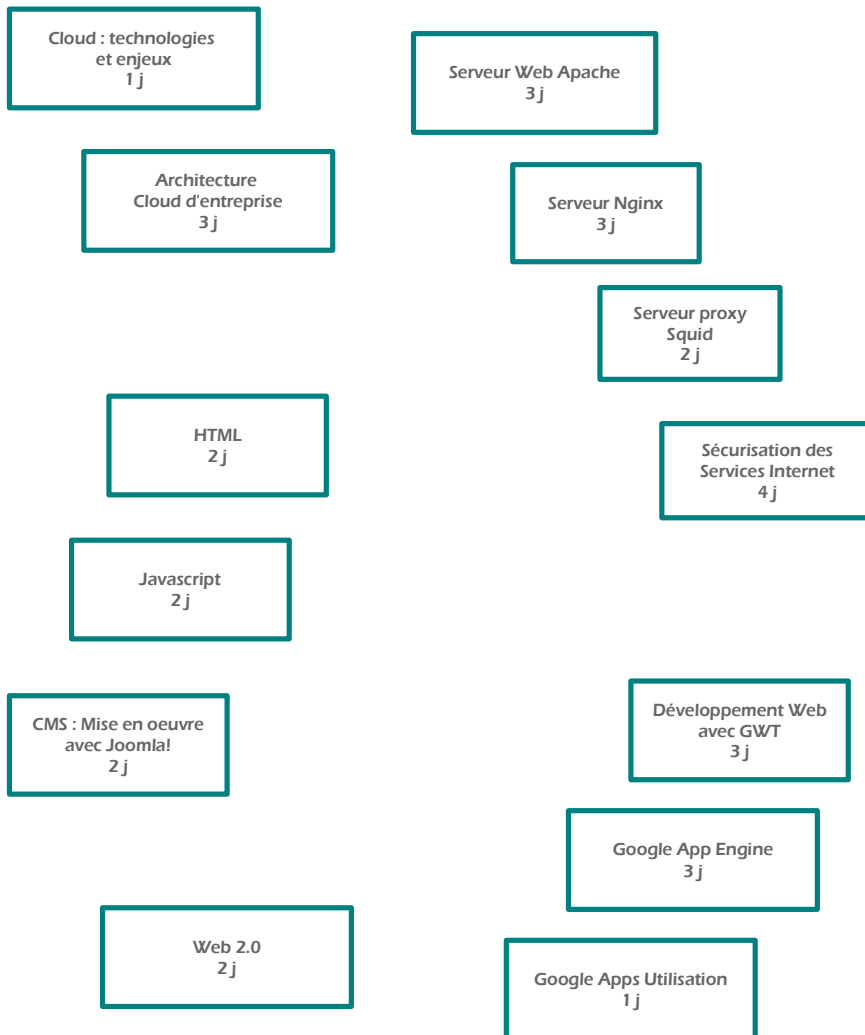 Cloud : technologies
et enjeux
1 j
Serveur Web Apache
3 j
Architecture
Cloud d'entreprise
3 j
Serveur Nginx
3 j
Serveur proxy
Squid
2 j
HTML
2 j
Sécurisation des
Services Internet
4 j
Javascript
2 j
CMS : Mise en oeuvre
avec Joomla!
2 j
Développement Web
avec GWT
3 j
Google App Engine
3 j
Web 2.0
2 j
Google Apps Utilisation
1 j